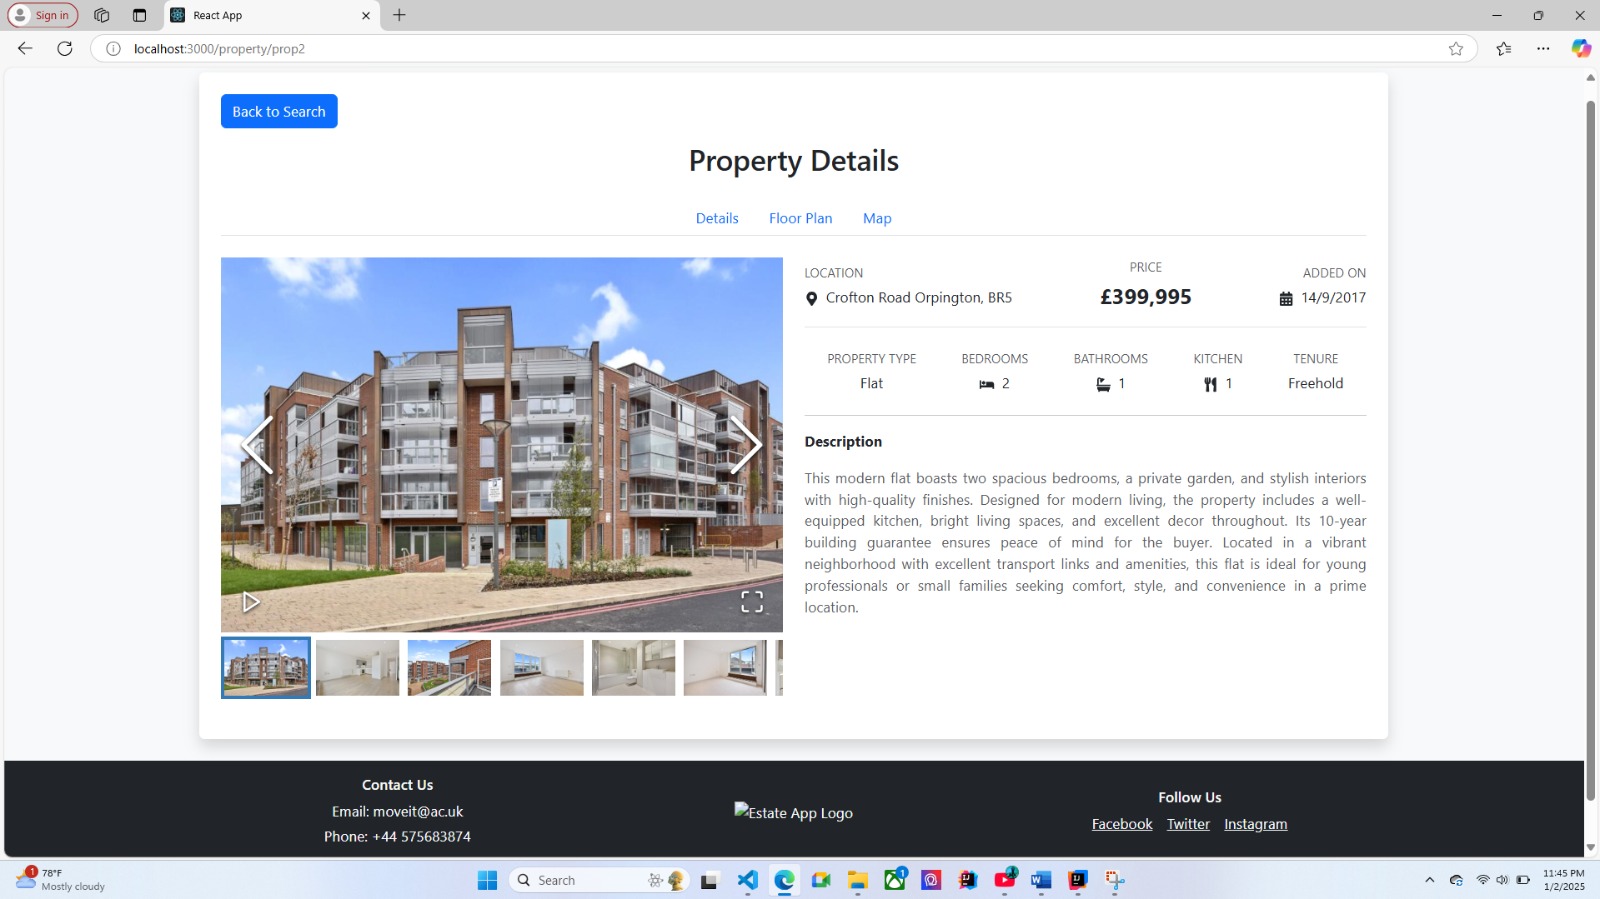 Sign in
React App
localhost:3000/property/prop2
Back to Search
Property Details
Details Floor Plan Map
LOCATION
Crofton Road Orpington, BR5
PRICE
£399,995
ADDED ON
14/9/2017
PROPERTY TYPE
Flat
BEDROOMS
2
BATHROOMS
1
KITCHEN
1
TENURE
Freehold
Description
This modern flat boasts two spacious bedrooms, a private garden, and stylish interiors
with high-quality finishes. Designed for modern living, the property includes a well-
equipped kitchen, bright living spaces, and excellent decor throughout. Its 10-year
building guarantee ensures peace of mind for the buyer. Located in a vibrant
neighborhood with excellent transport links and amenities, this flat is ideal for young
professionals or small families seeking comfort, style, and convenience in a prime
location.
Contact Us
Email: moveit@ac.uk
Phone: +44 575683874
Estate App Logo
Follow Us
Facebook Twitter Instagram
1
78°F
Mostly cloudy
Search
1
11:45 PM
1/2/2025